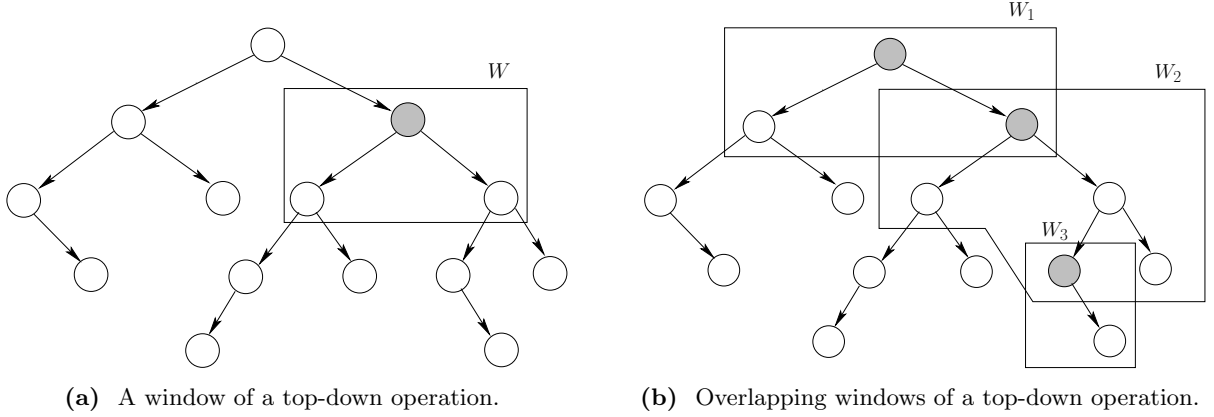 W
W₁
W₂
W₃
(a) A window of a top-down operation.
(b) Overlapping windows of a top-down operation.